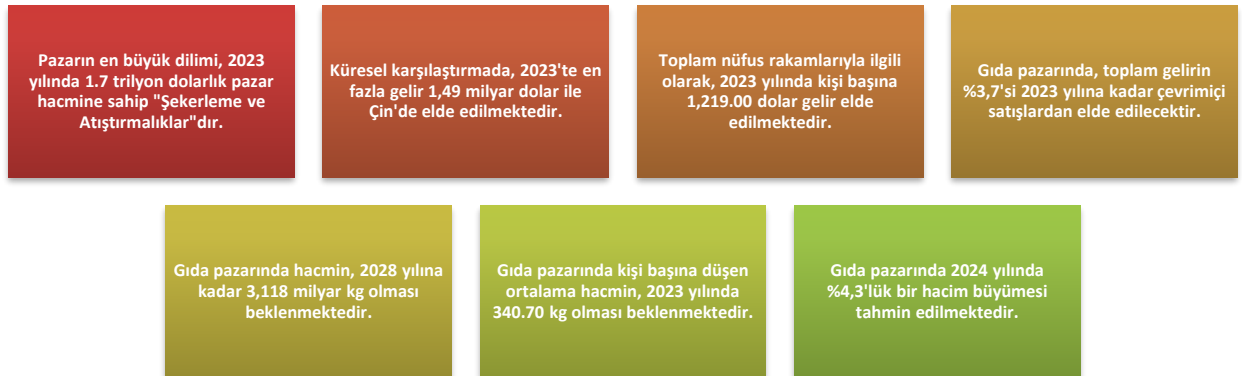 Pazarın en büyük dilimi, 2023
yılında 1.7 trilyon dolarlık pazar
hacmine sahip "Şekerleme ve
Atıştırmalıklar"dır.
Küresel karşılaştırmada, 2023'te en
fazla gelir 1,49 milyar dolar ile
Çin'de elde edilmektedir.
Toplam nüfus rakamlarıyla ilgili
olarak, 2023 yılında kişi başına
1,219.00 dolar gelir elde
edilmektedir.
Gıda pazarında, toplam gelirin
%3,7'si 2023 yılına kadar çevrimiçi
satışlardan elde edilecektir.
Gıda pazarında hacmin, 2028 yılına
kadar 3,118 milyar kg olması
beklenmektedir.
Gıda pazarında kişi başına düşen
ortalama hacmin, 2023 yılında
340.70 kg olması beklenmektedir.
Gıda pazarında 2024 yılında
%4,3'lük bir hacim büyümesi
tahmin edilmektedir.